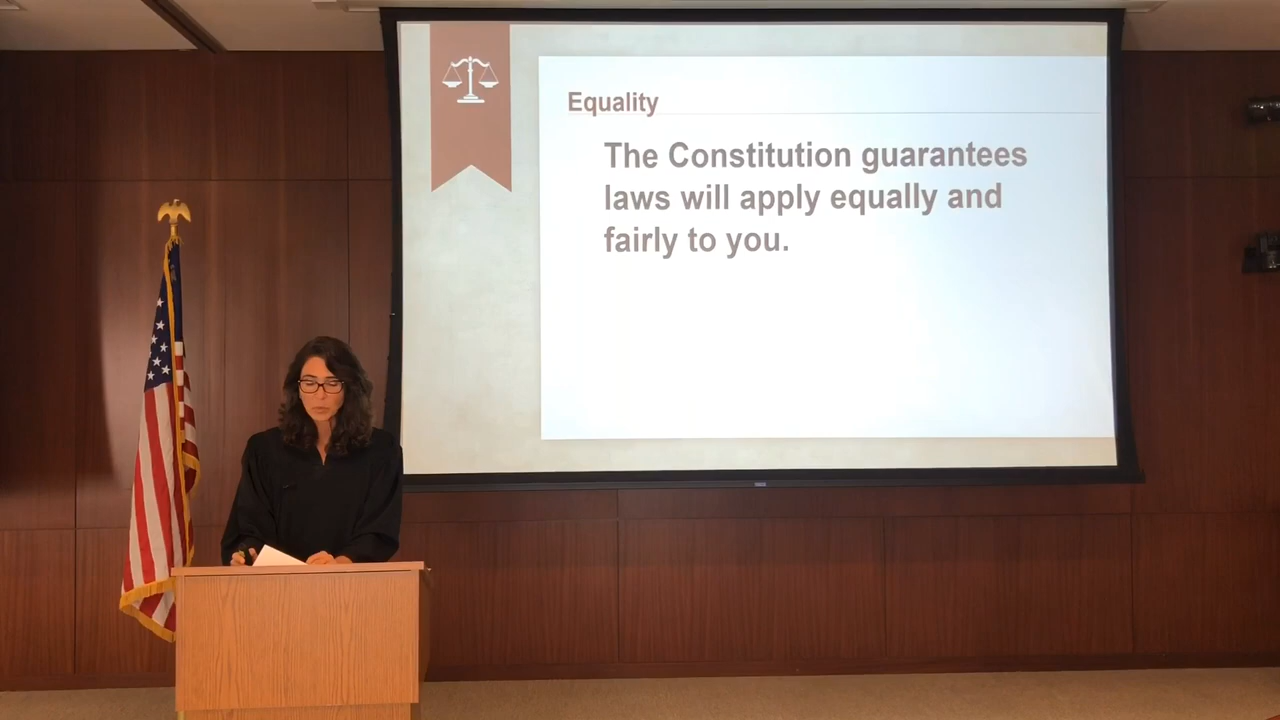 Equality
The Constitution guarantees
laws will apply equally and
fairly to you.